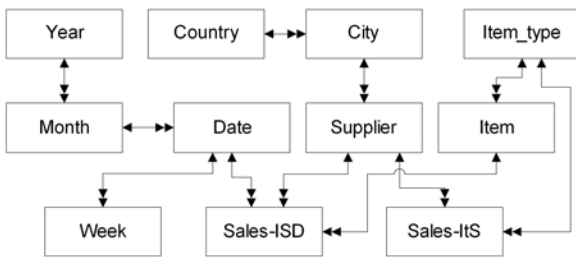 Year
Country
City
Item_type
Month
Date
Supplier
Item
Week
Sales-ISD
Sales-ItS